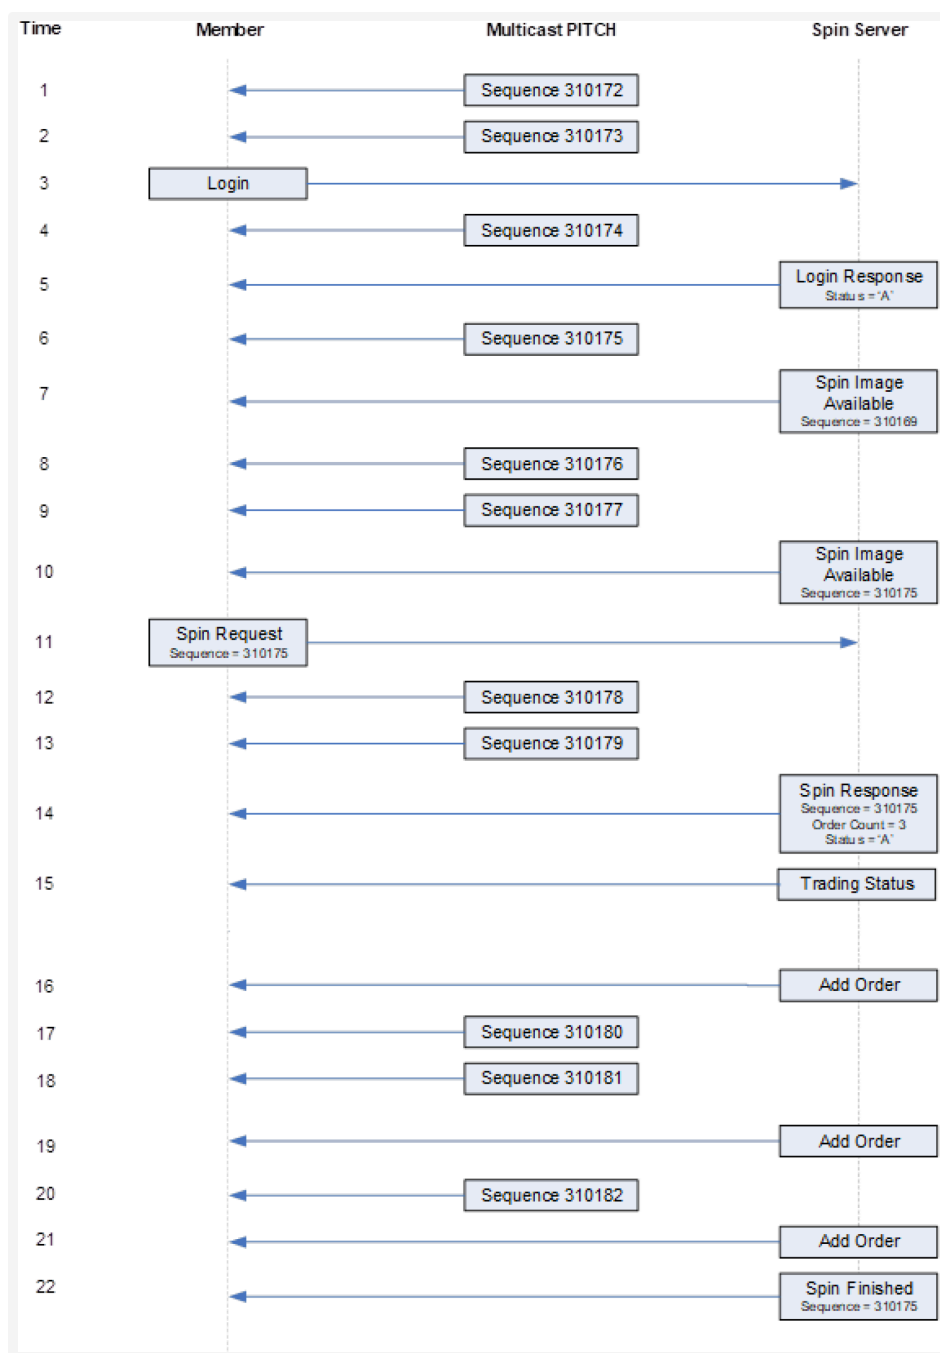 Time Member Multicast PITCH Spin Server
1 Sequence 310172
2 Sequence 310173
3 Login
4 Sequence 310174
5 Login Response
Status = 'A'
6 Sequence 310175
7 Spin Image
Available
Sequence = 310169
8 Sequence 310176
9 Sequence 310177
10 Spin Image
Available
Sequence = 310175
11 Spin Request
Sequence = 310175
12 Sequence 310178
13 Sequence 310179
14 Spin Response
Sequence = 310175
Order Count = 3
Status = 'A'
15 Trading Status
16 Add Order
17 Sequence 310180
18 Sequence 310181
19 Add Order
20 Sequence 310182
21 Add Order
22 Spin Finished
Sequence = 310175